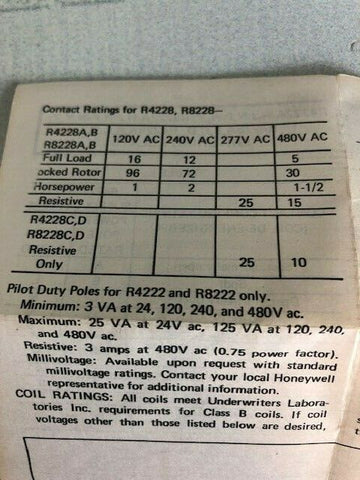 Contact Ratings for R4228, R8228—
R4228A,B
R8228A,B 120V AC 240V AC 277V AC 480V AC
Full Load 16 12 5
ocked Rotor 96 72 30
Horsepower 1 2 1-1/2
Resistive 25 15
R4228C,D
R8228C,D
Resistive
Only 25 10
Pilot Duty Poles for R4222 and R8222 only.
Minimum: 3 VA at 24, 120, 240, and 480V ac.
Maximum: 25 VA at 24V ac, 125 VA at 120, 240,
and 480V ac.
Resistive: 3 amps at 480V ac (0.75 power factor).
Millivoltage: Available upon request with standard
millivoltage ratings. Contact your local Honeywell
representative for additional information.
COIL RATINGS: All coils meet Underwriters Labora-
tories Inc. requirements for Class B coils. If coil
voltages other than those listed below are desired,